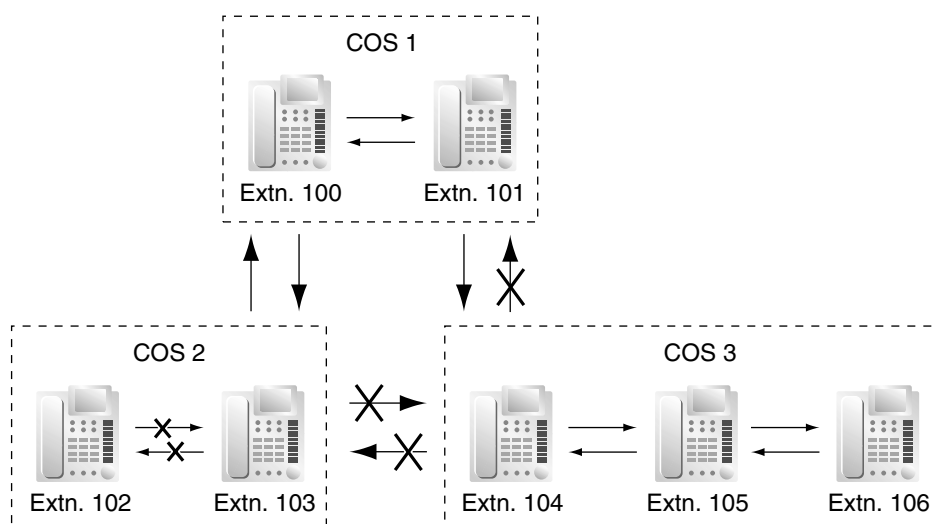 COS 1
Extn. 100 Extn. 101
COS 2
Extn. 102 Extn. 103
COS 3
Extn. 104 Extn. 105 Extn. 106